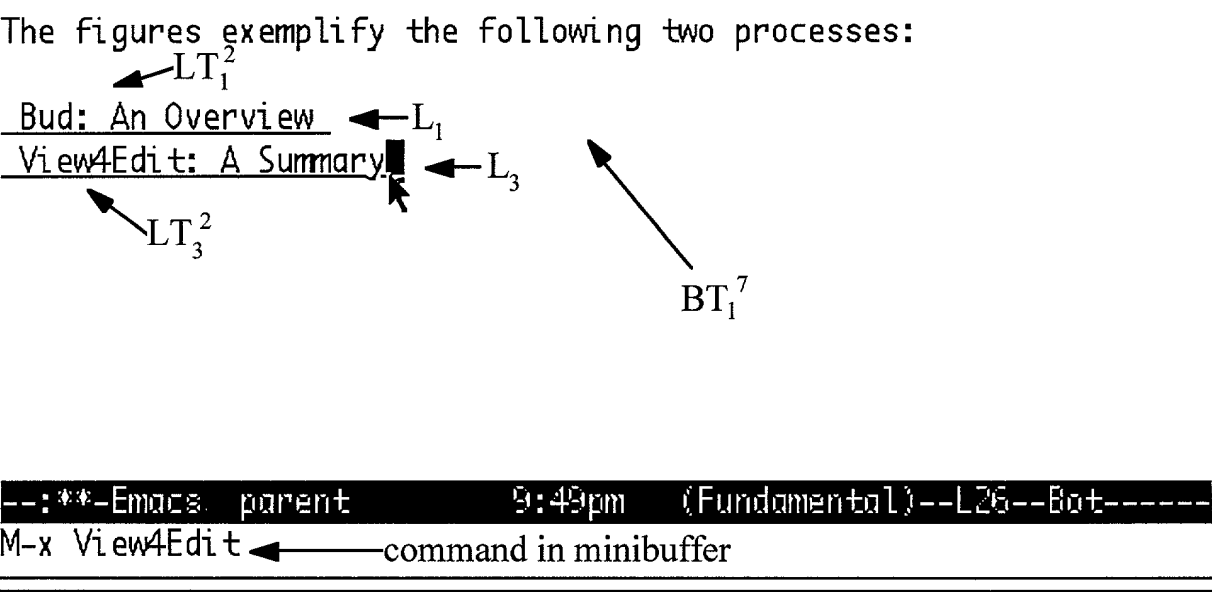 The figures exemplify the following two processes:
LT₁²
Bud: An Overview
L₁
View4Edit: A Summary
L₃
LT₃²
BT₁⁷
--:**-Emacs parent 9:49pm (Fundamental)--L26--Bot------
M-x View4Edit
command in minibuffer